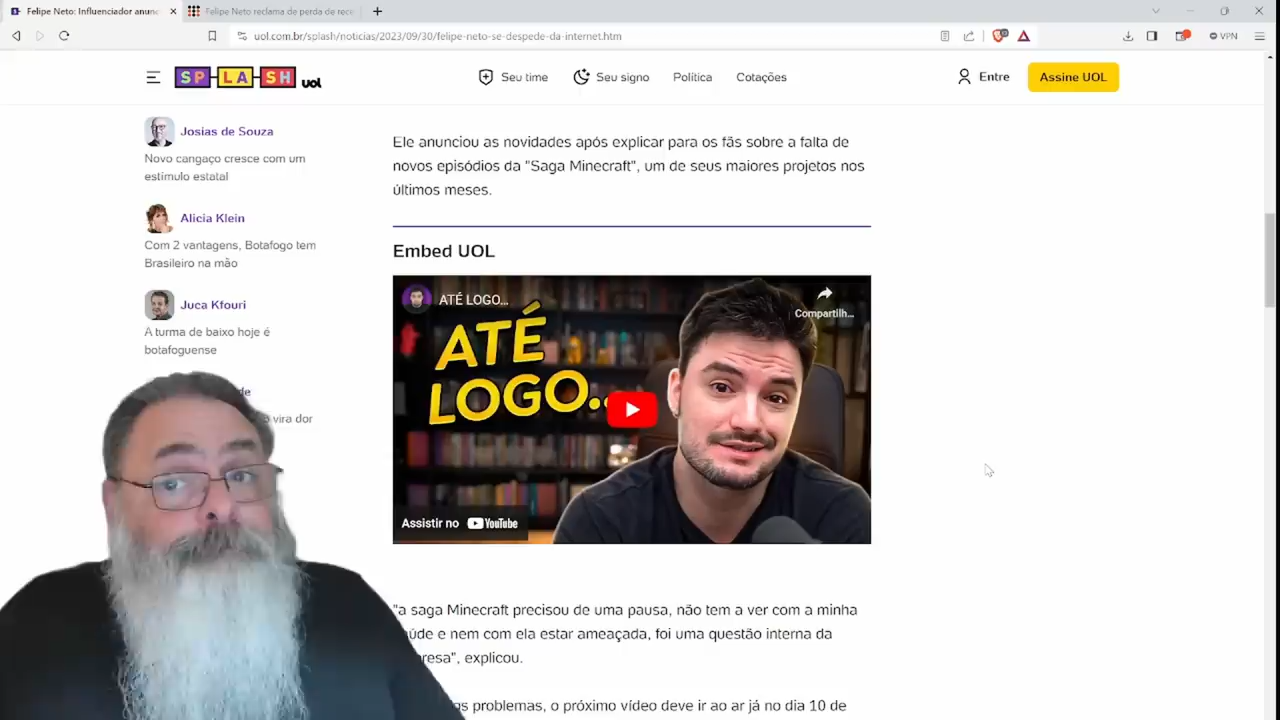 Felipe Neto: Influenciador anunc
Felipe Neto reclama de perda de rece
uol.com.br/splash/noticias/2023/09/30/felipe-neto-se-despede-da-internet.htm
VPN
SPLASH uol
Seu time
Seu signo
Política
Cotações
Entre
Assine UOL
Josias de Souza
Novo cangaço cresce com um
estímulo estatal
Alicia Klein
Com 2 vantagens, Botafogo tem
Brasileiro na mão
Juca Kfouri
A turma de baixo hoje é
botafoguense
de
vira dor
Ele anunciou as novidades após explicar para os fãs sobre a falta de
novos episódios da "Saga Minecraft", um de seus maiores projetos nos
últimos meses.
Embed UOL
ATÉ LOGO...
Compartilh...
ATÉ
LOGO..
Assistir no YouTube
"a saga Minecraft precisou de uma pausa, não tem a ver com a minha
aúde e nem com ela estar ameaçada, foi uma questão interna da
resa", explicou.
os problemas, o próximo vídeo deve ir ao ar já no dia 10 de